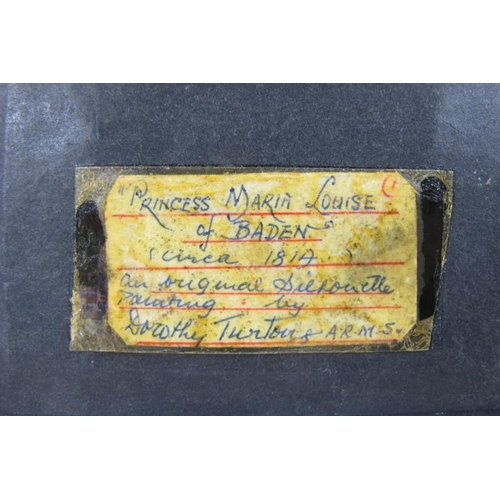 "PRINCESS MARIA LOUISE
of BADEN"
(circa 1814)
an original Silhouette
Painting by
Dorothy Turton A.R.M.S.